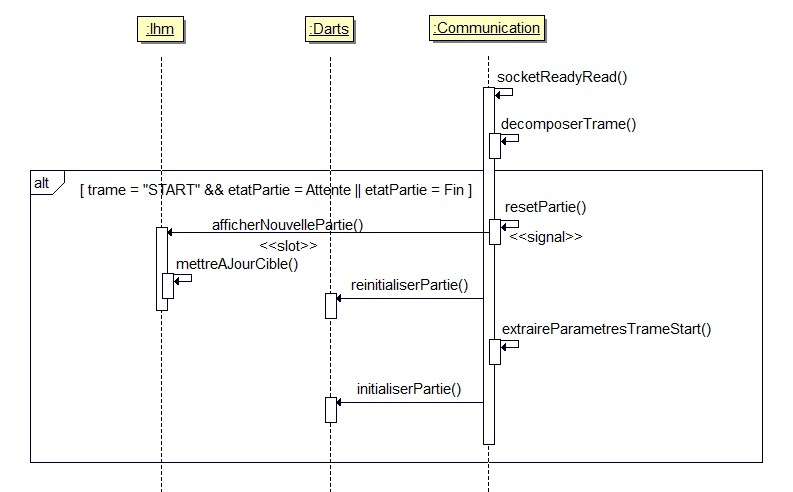 :Ihm
:Darts
:Communication
socketReadyRead()
decomposerTrame()
alt
[ trame = "START" && etatPartie = Attente || etatPartie = Fin ]
resetPartie()
afficherNouvellePartie()
<<signal>>
<<slot>>
mettreAJourCible()
reinitialiserPartie()
extraireParametresTrameStart()
initialiserPartie()